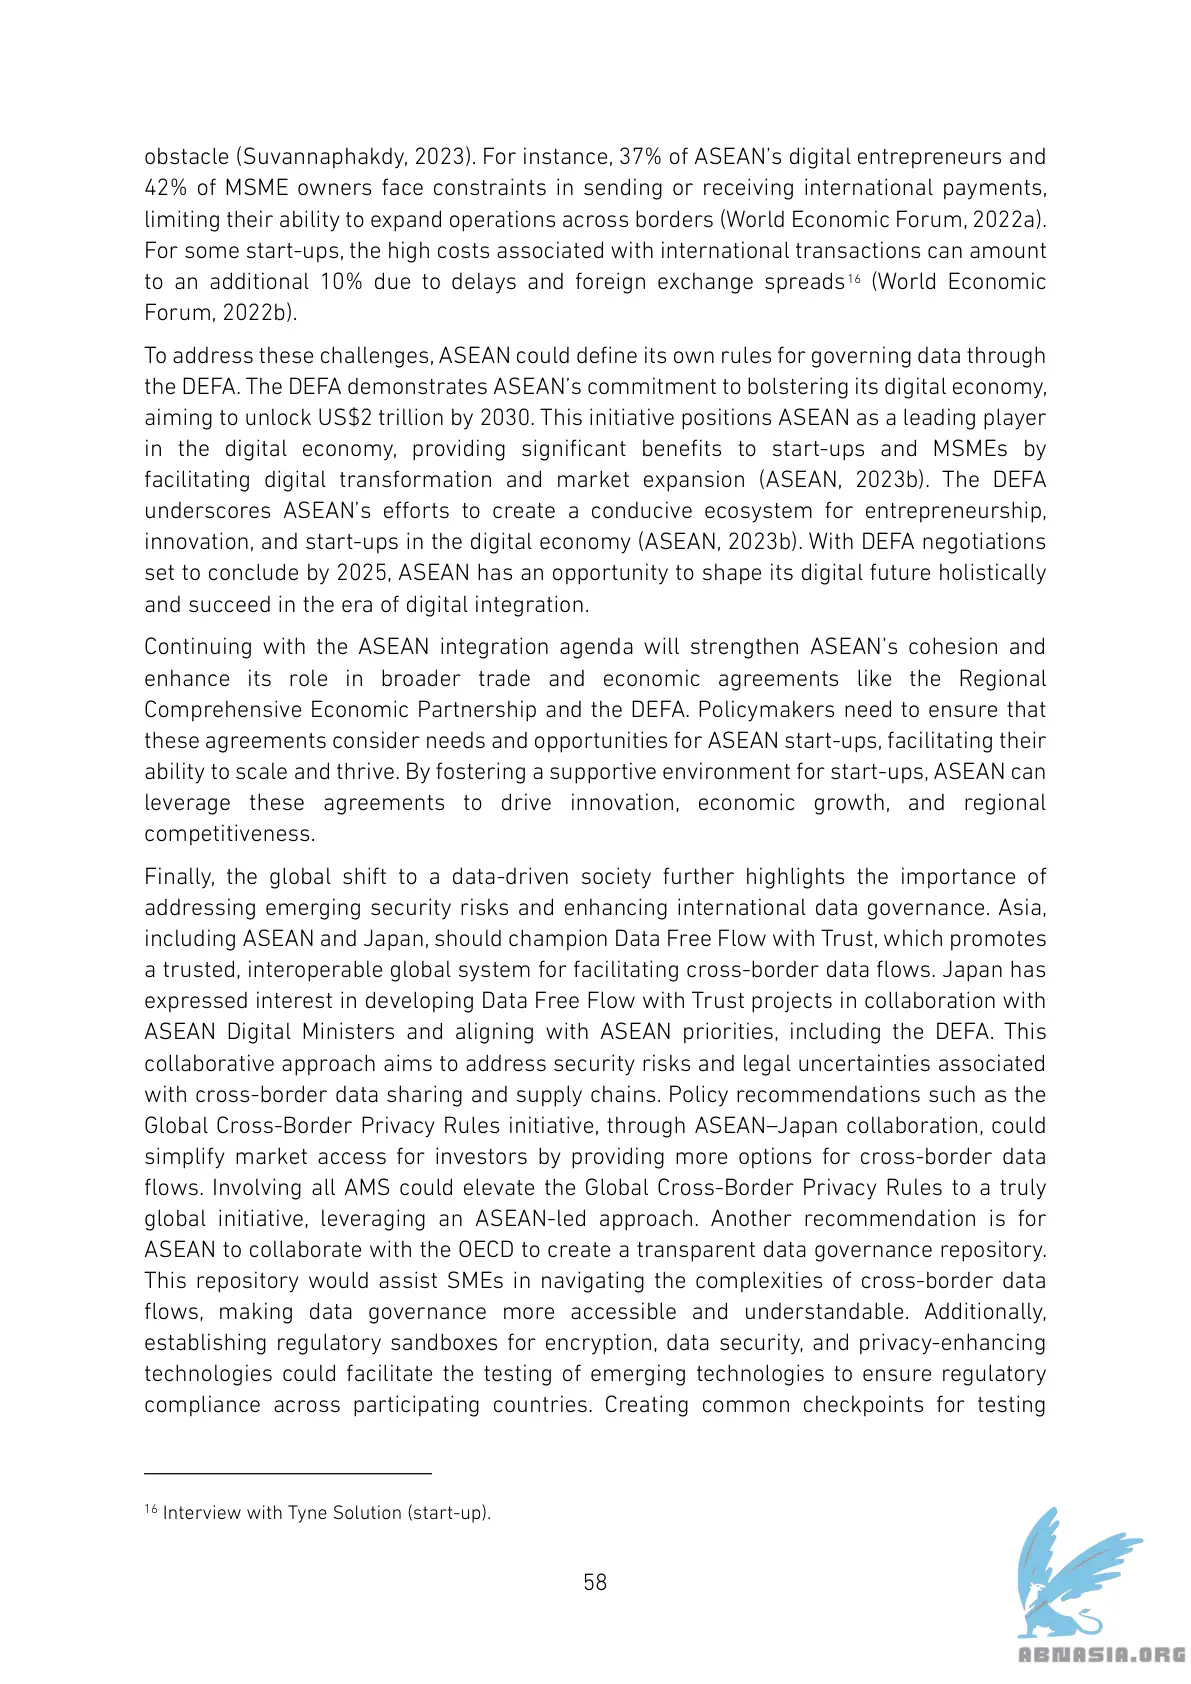 obstacle (Suvannaphakdy, 2023). For instance, 37% of ASEAN's digital entrepreneurs and
42% of MSME owners face constraints in sending or receiving international payments,
limiting their ability to expand operations across borders (World Economic Forum, 2022a).
For some start-ups, the high costs associated with international transactions can amount
to an additional 10% due to delays and foreign exchange spreads16 (World Economic
Forum, 2022b).
To address these challenges, ASEAN could define its own rules for governing data through
the DEFA. The DEFA demonstrates ASEAN's commitment to bolstering its digital economy,
aiming to unlock US$2 trillion by 2030. This initiative positions ASEAN as a leading player
in the digital economy, providing significant benefits to start-ups and MSMEs by
facilitating digital transformation and market expansion (ASEAN, 2023b). The DEFA
underscores ASEAN's efforts to create a conducive ecosystem for entrepreneurship,
innovation, and start-ups in the digital economy (ASEAN, 2023b). With DEFA negotiations
set to conclude by 2025, ASEAN has an opportunity to shape its digital future holistically
and succeed in the era of digital integration.
Continuing with the ASEAN integration agenda will strengthen ASEAN's cohesion and
enhance its role in broader trade and economic agreements like the Regional
Comprehensive Economic Partnership and the DEFA. Policymakers need to ensure that
these agreements consider needs and opportunities for ASEAN start-ups, facilitating their
ability to scale and thrive. By fostering a supportive environment for start-ups, ASEAN can
leverage these agreements to drive innovation, economic growth, and regional
competitiveness.
Finally, the global shift to a data-driven society further highlights the importance of
addressing emerging security risks and enhancing international data governance. Asia,
including ASEAN and Japan, should champion Data Free Flow with Trust, which promotes
a trusted, interoperable global system for facilitating cross-border data flows. Japan has
expressed interest in developing Data Free Flow with Trust projects in collaboration with
ASEAN Digital Ministers and aligning with ASEAN priorities, including the DEFA. This
collaborative approach aims to address security risks and legal uncertainties associated
with cross-border data sharing and supply chains. Policy recommendations such as the
Global Cross-Border Privacy Rules initiative, through ASEAN–Japan collaboration, could
simplify market access for investors by providing more options for cross-border data
flows. Involving all AMS could elevate the Global Cross-Border Privacy Rules to a truly
global initiative, leveraging an ASEAN-led approach. Another recommendation is for
ASEAN to collaborate with the OECD to create a transparent data governance repository.
This repository would assist SMEs in navigating the complexities of cross-border data
flows, making data governance more accessible and understandable. Additionally,
establishing regulatory sandboxes for encryption, data security, and privacy-enhancing
technologies could facilitate the testing of emerging technologies to ensure regulatory
compliance across participating countries. Creating common checkpoints for testing
16 Interview with Tyne Solution (start-up).
58
ABNASIA.ORG